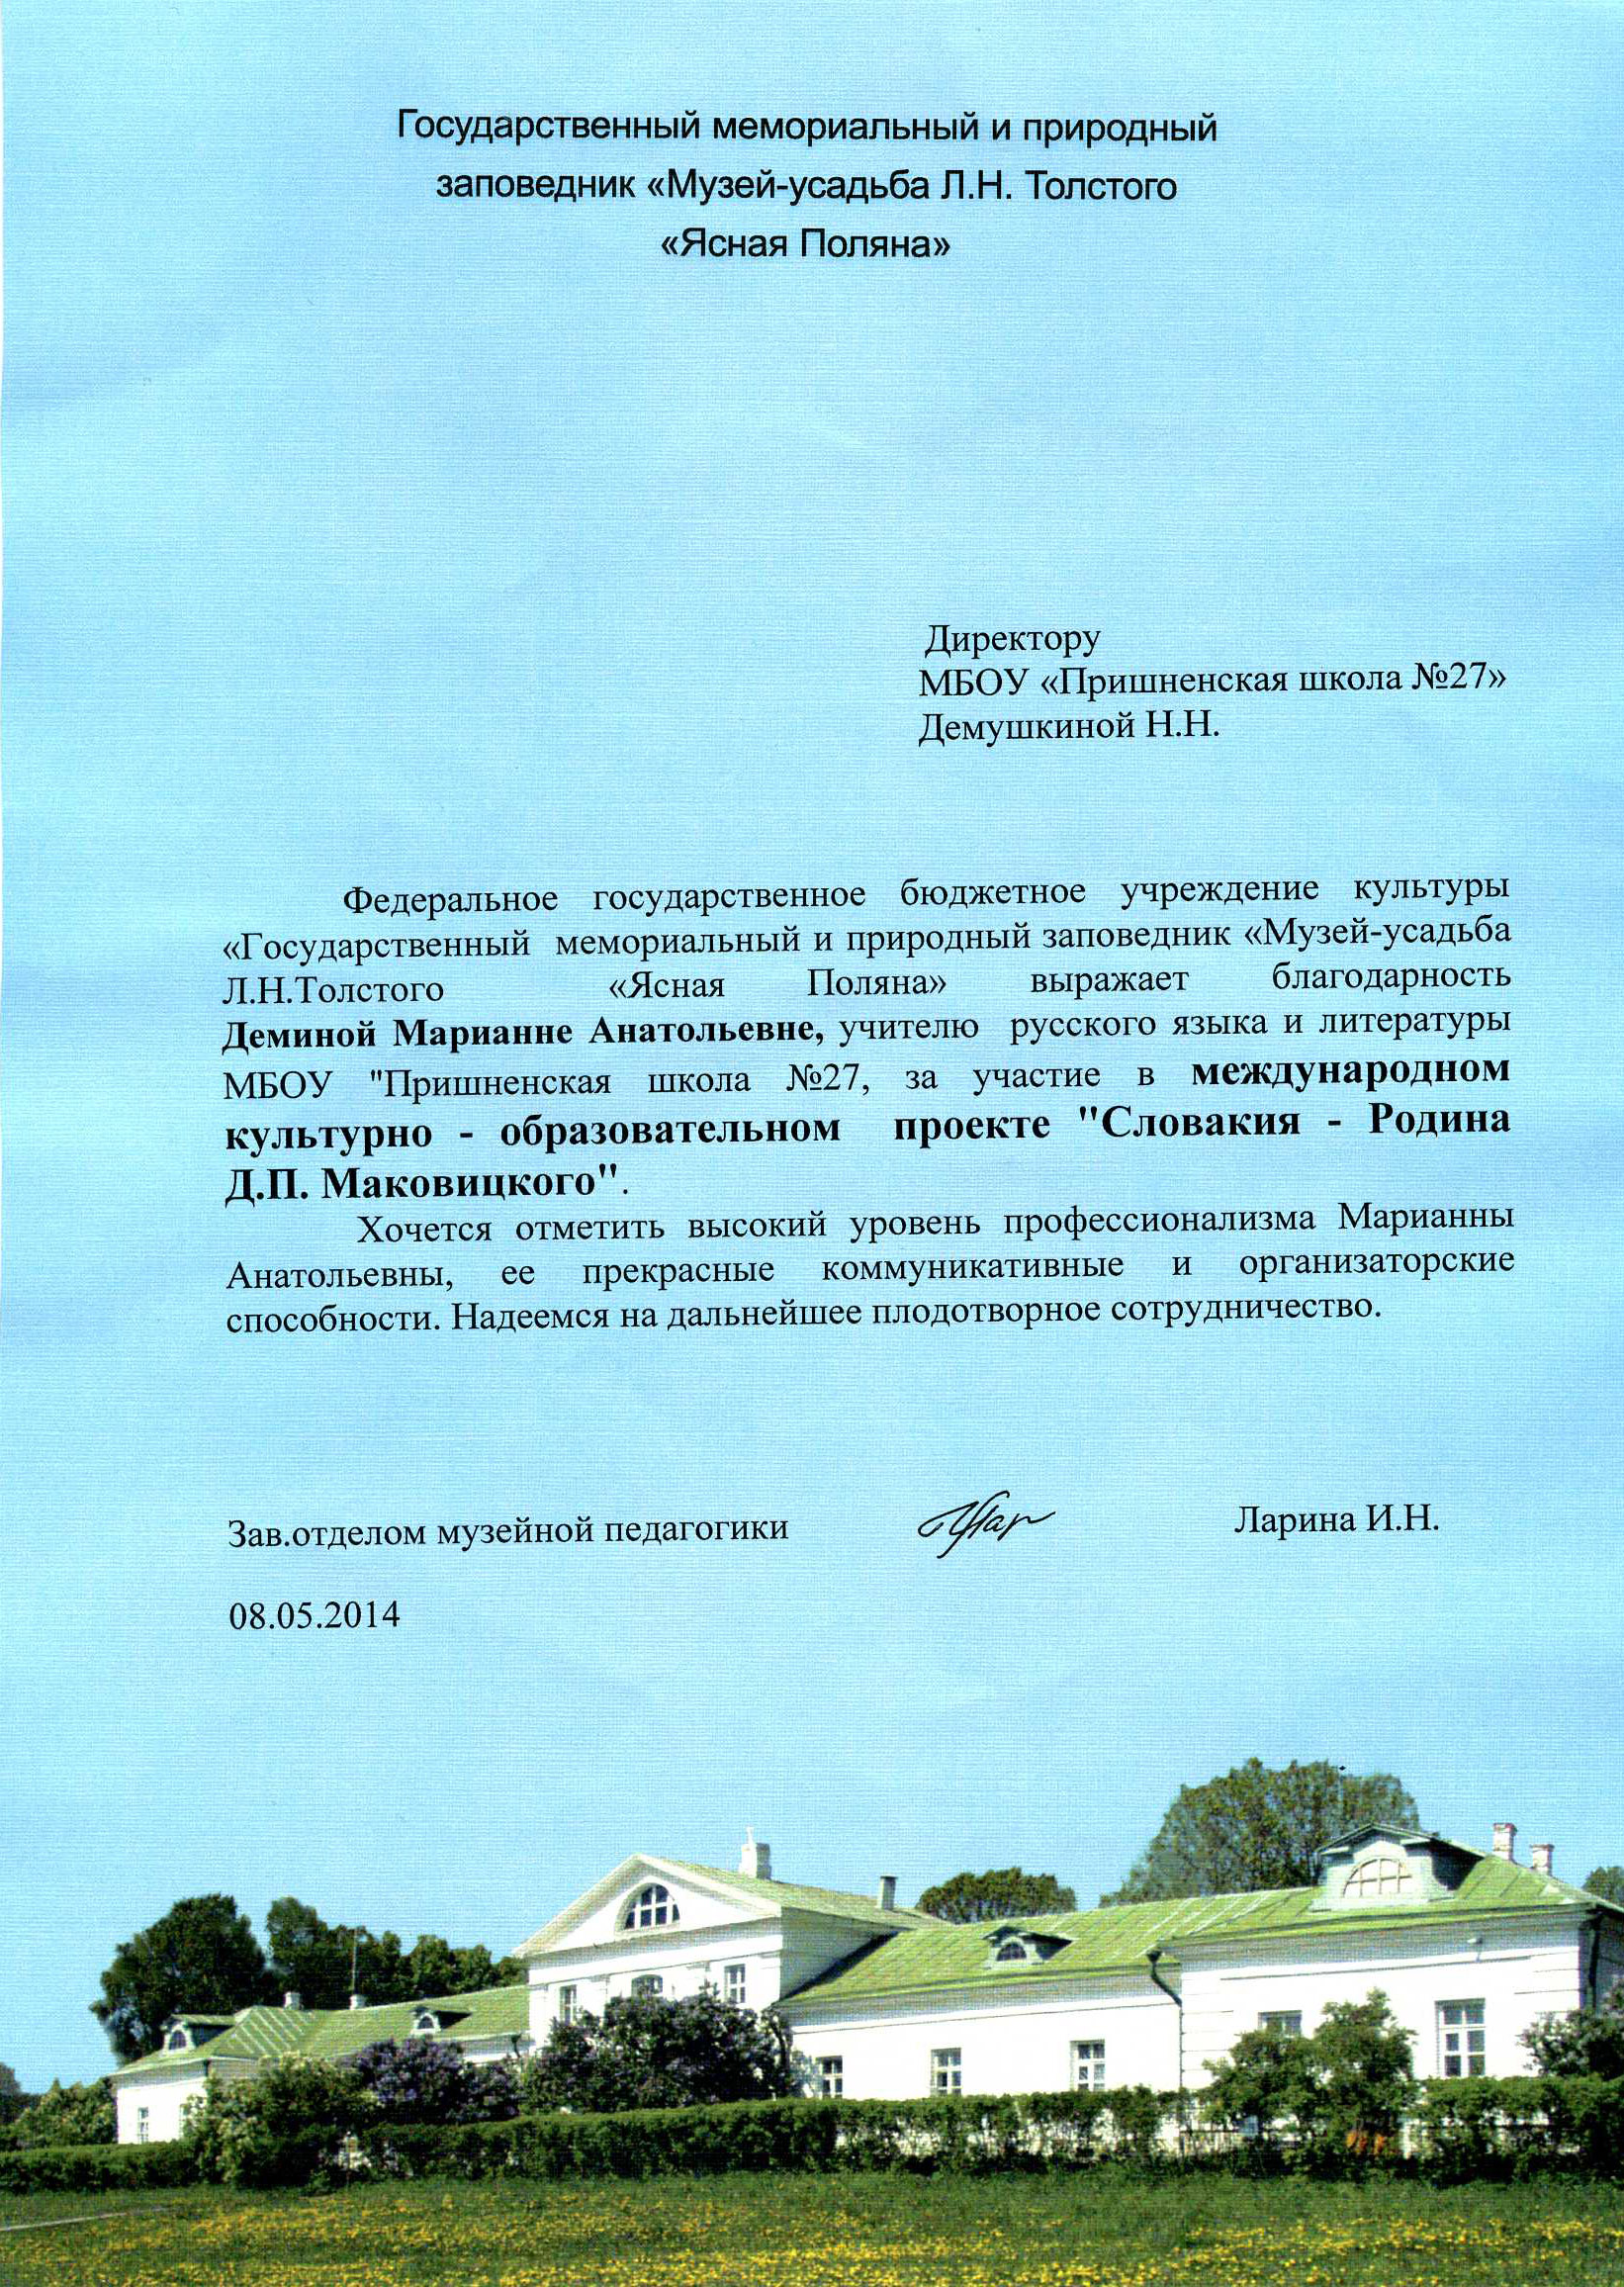 Государственный мемориальный и природный
заповедник «Музей-усадьба Л.Н. Толстого
«Ясная Поляна»
Директору
МБОУ «Пришненская школа №27»
Демушкиной Н.Н.
Федеральное государственное бюджетное учреждение культуры
«Государственный мемориальный и природный заповедник «Музей-усадьба
Л.Н.Толстого «Ясная Поляна» выражает благодарность
Деминой Марианне Анатольевне, учителю русского языка и литературы
МБОУ "Пришненская школа №27, за участие в международном
культурно - образовательном проекте "Словакия - Родина
Д.П. Маковицкого".
Хочется отметить высокий уровень профессионализма Марианны
Анатольевны, ее прекрасные коммуникативные и организаторские
способности. Надеемся на дальнейшее плодотворное сотрудничество.
Зав.отделом музейной педагогики Ларина И.Н.
08.05.2014